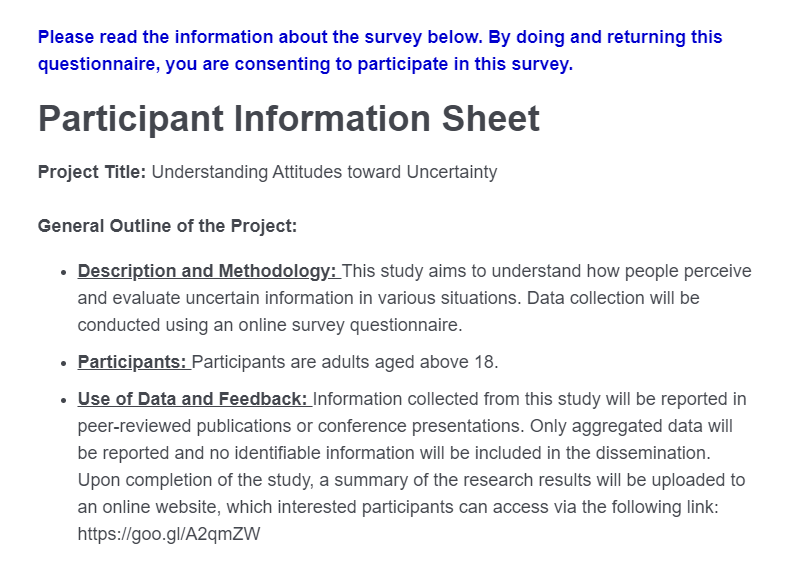 Please read the information about the survey below. By doing and returning this
questionnaire, you are consenting to participate in this survey.
Participant Information Sheet
Project Title: Understanding Attitudes toward Uncertainty
General Outline of the Project:
• Description and Methodology: This study aims to understand how people perceive
and evaluate uncertain information in various situations. Data collection will be
conducted using an online survey questionnaire.
• Participants: Participants are adults aged above 18.
• Use of Data and Feedback: Information collected from this study will be reported in
peer-reviewed publications or conference presentations. Only aggregated data will
be reported and no identifiable information will be included in the dissemination.
Upon completion of the study, a summary of the research results will be uploaded to
an online website, which interested participants can access via the following link:
https://goo.gl/A2qmZW